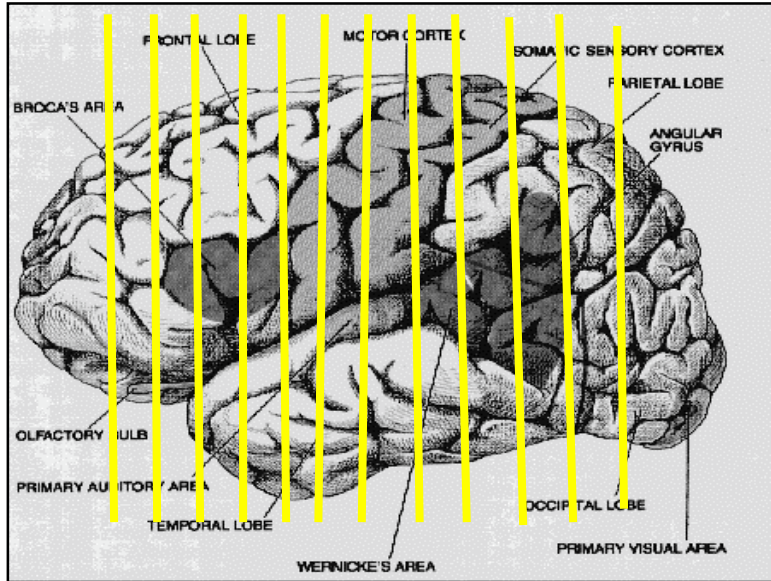 FRONTAL LOBE
MOTOR CORTEX
SOMATIC SENSORY CORTEX
PARIETAL LOBE
BROCA'S AREA
ANGULAR
GYRUS
OLFACTORY BULB
PRIMARY AUDITORY AREA
TEMPORAL LOBE
OCCIPITAL LOBE
WERNICKE'S AREA
PRIMARY VISUAL AREA